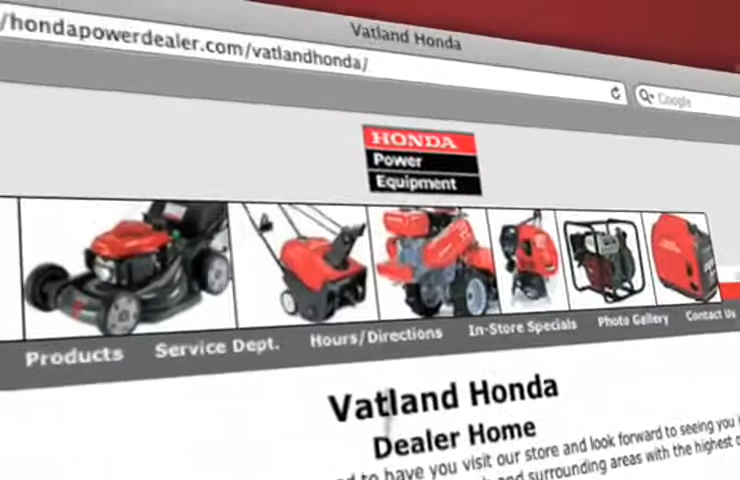 Vatland Honda
/hondapowerdealer.com/vatlandhonda/
Google
HONDA
Power
Equipment
Products Service Dept. Hours/Directions In-Store Specials Photo Gallery Contact Us
Vatland Honda
Dealer Home
to have you visit our store and look forward to seeing you
and surrounding areas with the highest